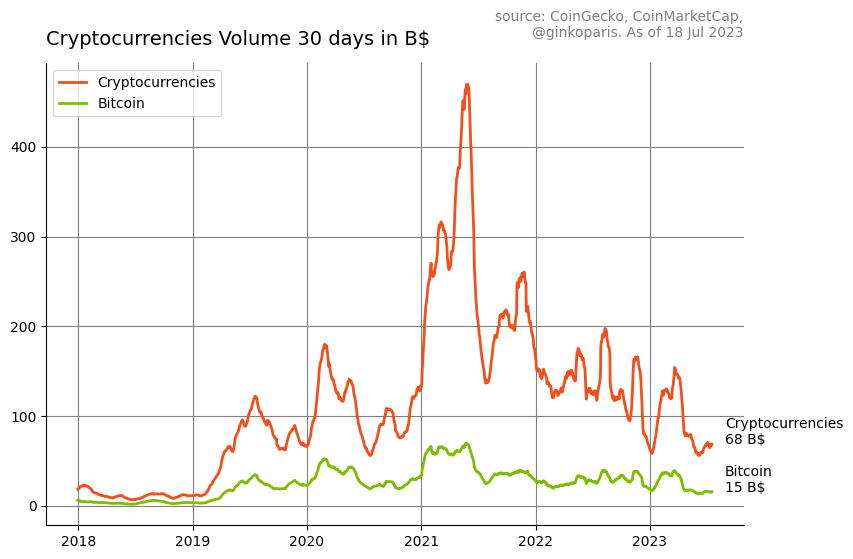 source: CoinGecko, CoinMarketCap,
@ginkoparis. As of 18 Jul 2023
Cryptocurrencies Volume 30 days in B$
Cryptocurrencies
Bitcoin
400
300
200
100
0
Cryptocurrencies
68 B$
Bitcoin
15 B$
2018 2019 2020 2021 2022 2023